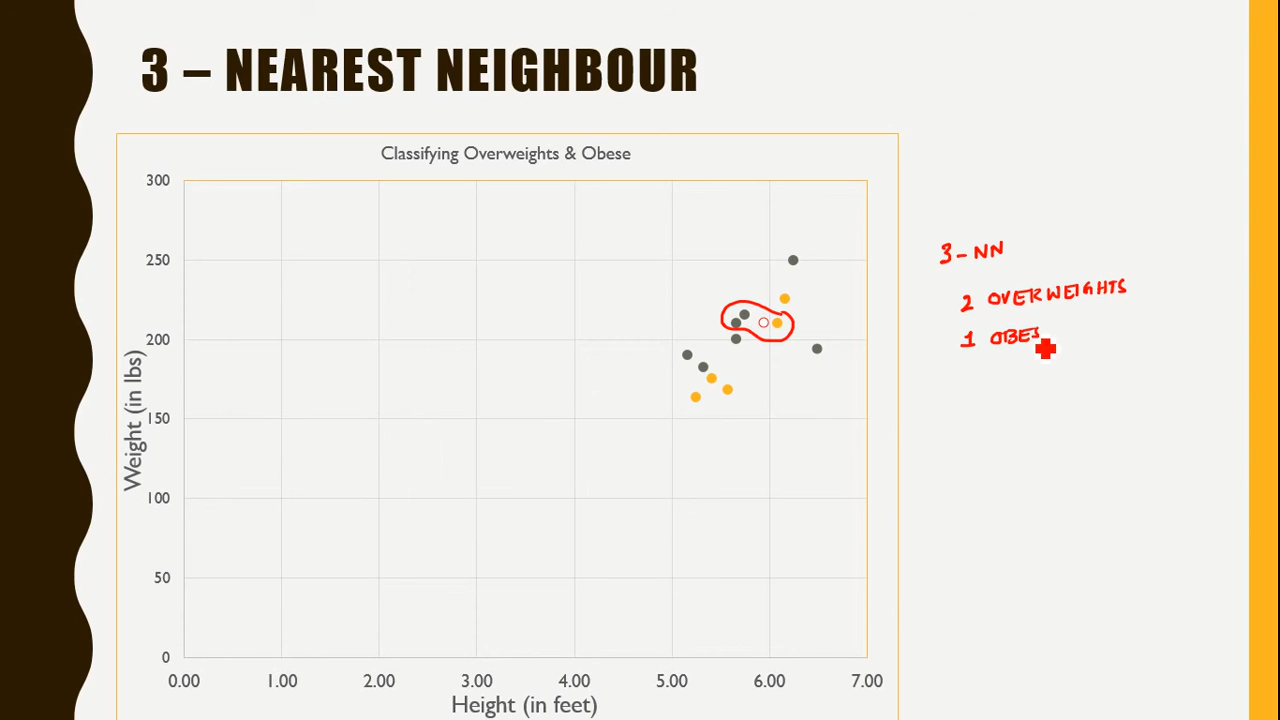 3 – NEAREST NEIGHBOUR
Classifying Overweights & Obese
300
250
200
150
100
50
0
Weight (in lbs)
0.00 1.00 2.00 3.00 4.00 5.00 6.00 7.00
Height (in feet)
3-NN
2 OVERWEIGHTS
1 OBES